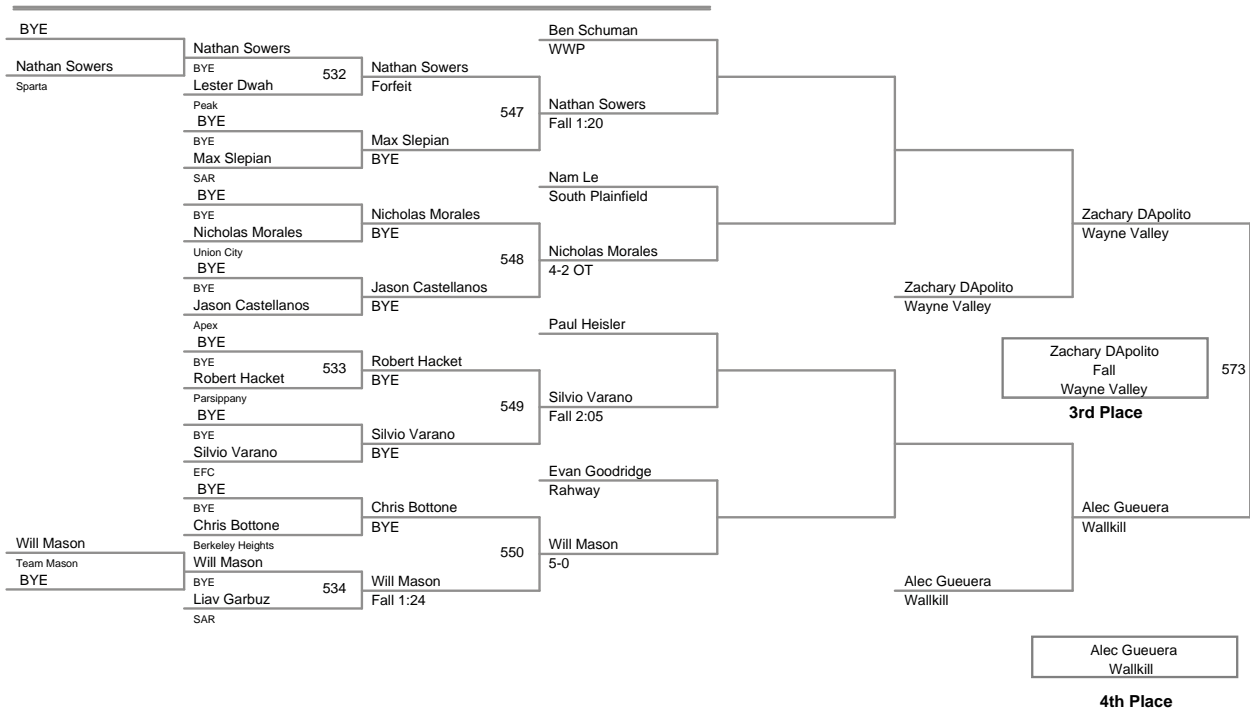 BYE
Nathan Sowers
Sparta
Nathan Sowers
BYE
532
Lester Dwah
Peak
BYE
BYE
Max Slepian
SAR
BYE
BYE
Nicholas Morales
Union City
BYE
BYE
Jason Castellanos
Apex
BYE
BYE
533
Robert Hacket
Parsippany
BYE
BYE
Silvio Varano
EFC
BYE
BYE
Chris Bottone
Berkeley Heights
Will Mason
Team Mason
BYE
Will Mason
BYE
534
Liav Garbuz
SAR
Nathan Sowers
Forfeit
547
Max Slepian
BYE
Nicholas Morales
BYE
548
Jason Castellanos
BYE
Robert Hacket
BYE
549
Silvio Varano
BYE
Chris Bottone
BYE
550
Will Mason
Fall 1:24
Ben Schuman
WWP
Nathan Sowers
Fall 1:20
Nam Le
South Plainfield
Nicholas Morales
4-2 OT
Paul Heisler
Silvio Varano
Fall 2:05
Evan Goodridge
Rahway
Will Mason
5-0
Zachary DApolito
Wayne Valley
Alec Gueuera
Wallkill
Zachary DApolito
Wayne Valley
Zachary DApolito
Fall
Wayne Valley
573
3rd Place
Alec Gueuera
Wallkill
Alec Gueuera
Wallkill
4th Place